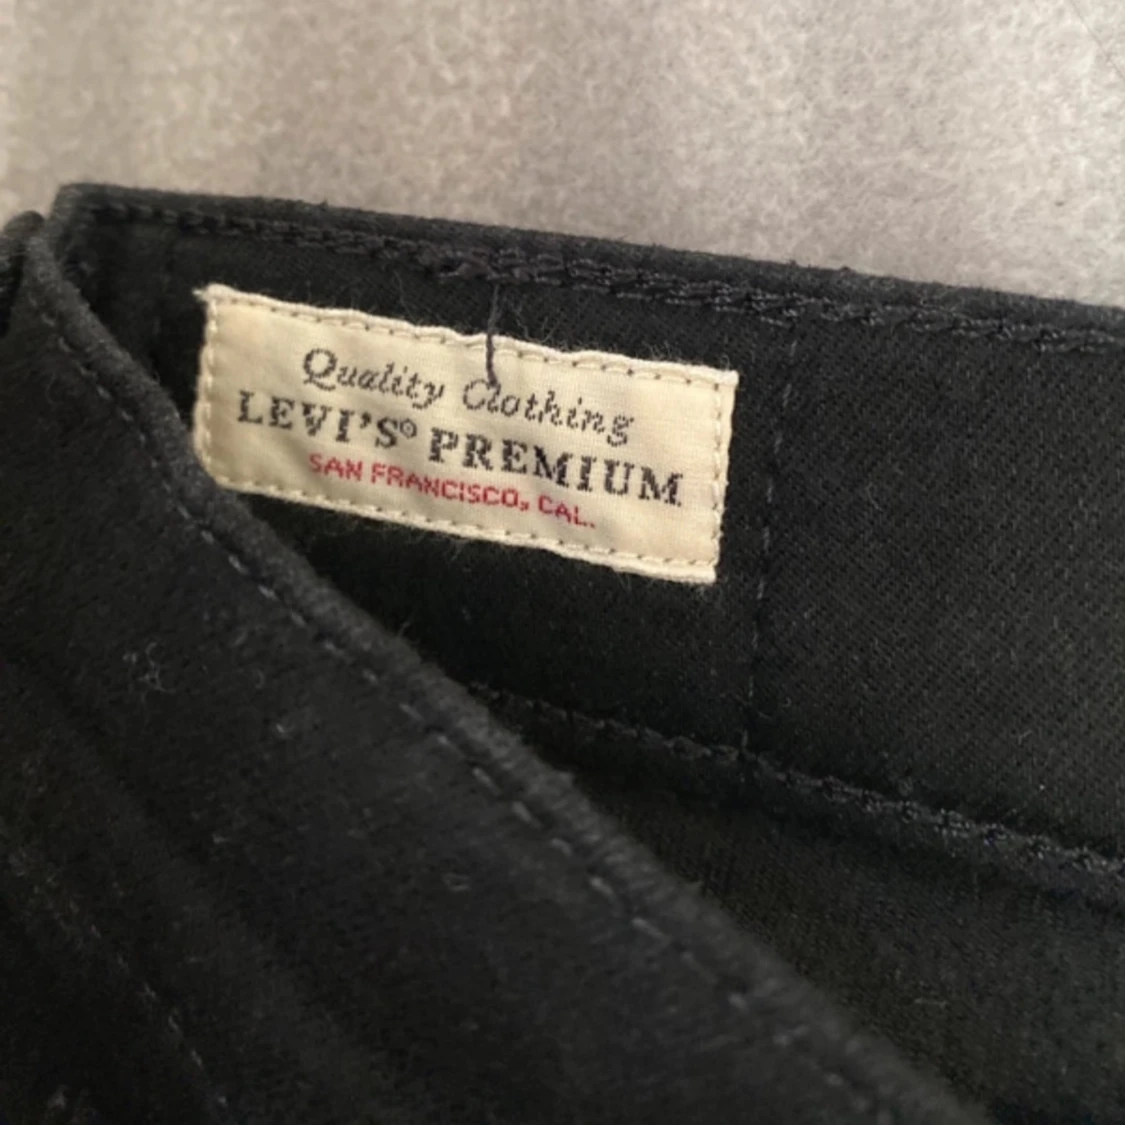 Quality Clothing
LEVI'S® PREMIUM
SAN FRANCISCO, CAL.